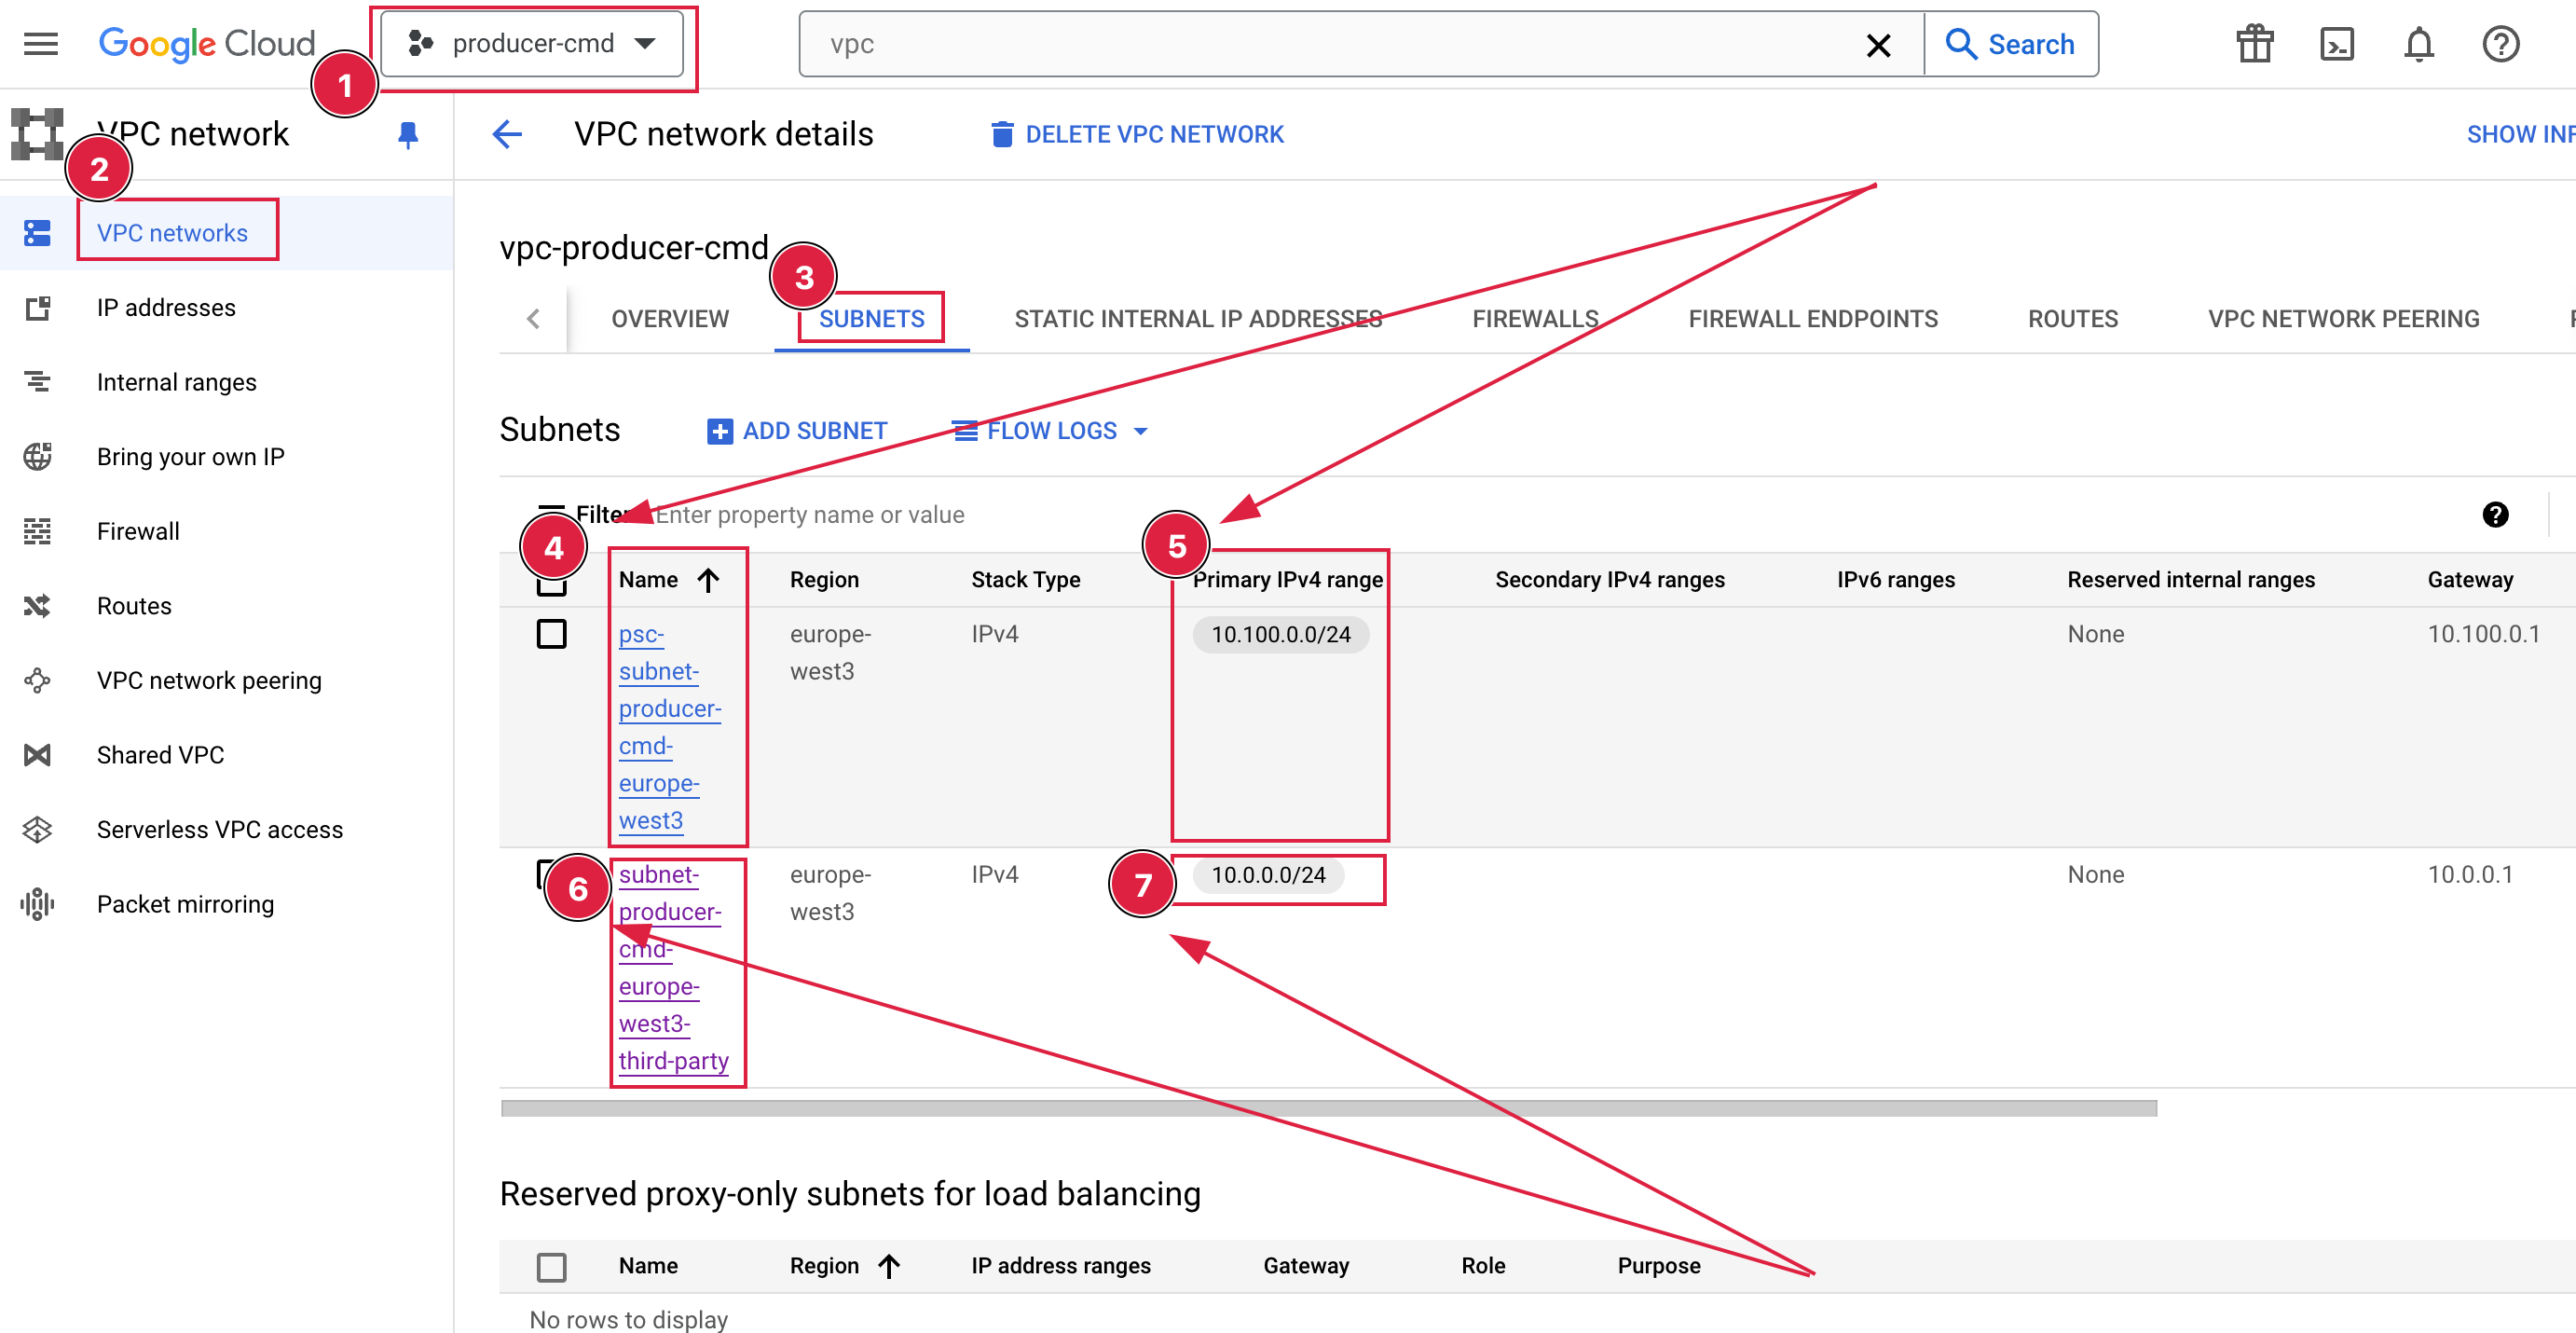 Google Cloud
producer-cmd
vpc
Search
1
VPC network
VPC network details
DELETE VPC NETWORK
2
VPC networks
IP addresses
Internal ranges
Bring your own IP
Firewall
Routes
VPC network peering
Shared VPC
Serverless VPC access
Packet mirroring
vpc-producer-cmd
3
OVERVIEW
SUBNETS
STATIC INTERNAL IP ADDRESSES
FIREWALLS
FIREWALL ENDPOINTS
ROUTES
VPC NETWORK PEERING
Subnets
ADD SUBNET
FLOW LOGS
Filter Enter property name or value
4
5
Name
Region
Stack Type
Primary IPv4 range
Secondary IPv4 ranges
IPv6 ranges
Reserved internal ranges
Gateway
psc-
subnet-
producer-
cmd-
europe-
west3
europe-
west3
IPv4
10.100.0.0/24
None
10.100.0.1
6
7
subnet-
producer-
cmd-
europe-
west3-
third-party
europe-
west3
IPv4
10.0.0.0/24
None
10.0.0.1
Reserved proxy-only subnets for load balancing
Name
Region
IP address ranges
Gateway
Role
Purpose
No rows to display